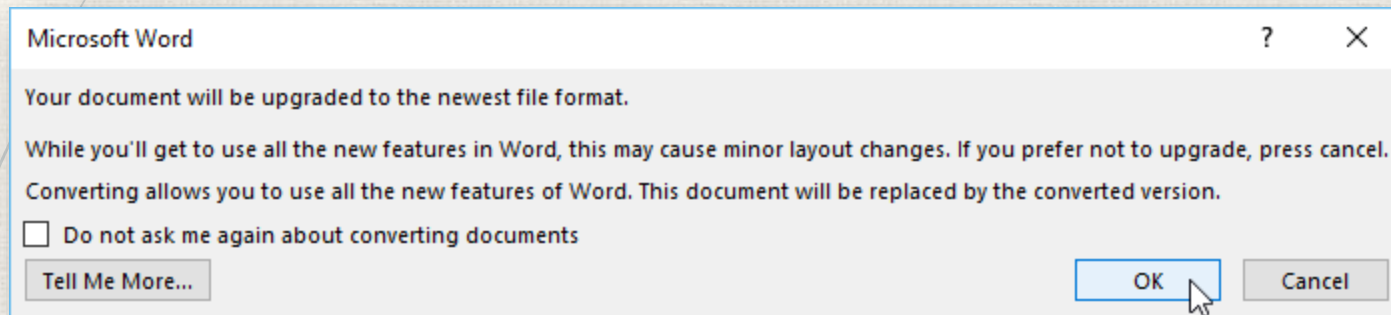 Microsoft Word
?
Your document will be upgraded to the newest file format.
While you'll get to use all the new features in Word, this may cause minor layout changes. If you prefer not to upgrade, press cancel.
Converting allows you to use all the new features of Word. This document will be replaced by the converted version.
Do not ask me again about converting documents
Tell Me More... OK Cancel